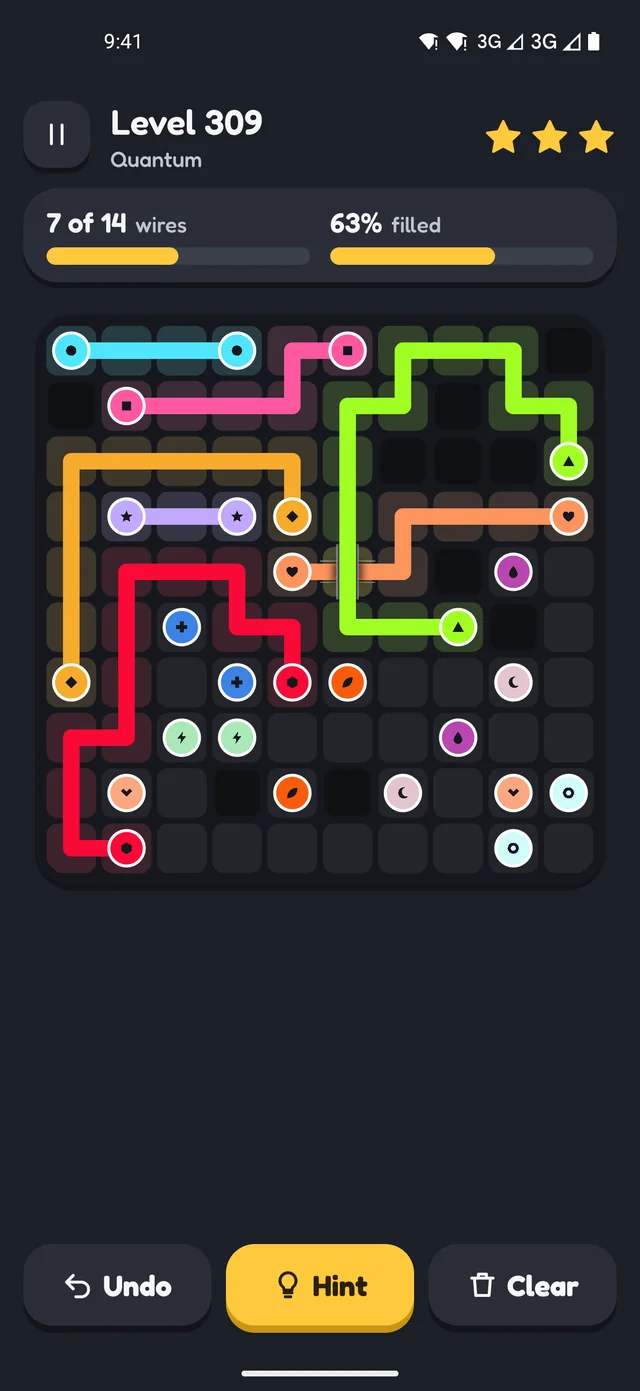 9:41 3G 3G
Level 309
Quantum
7 of 14 wires 63% filled
Undo Hint Clear